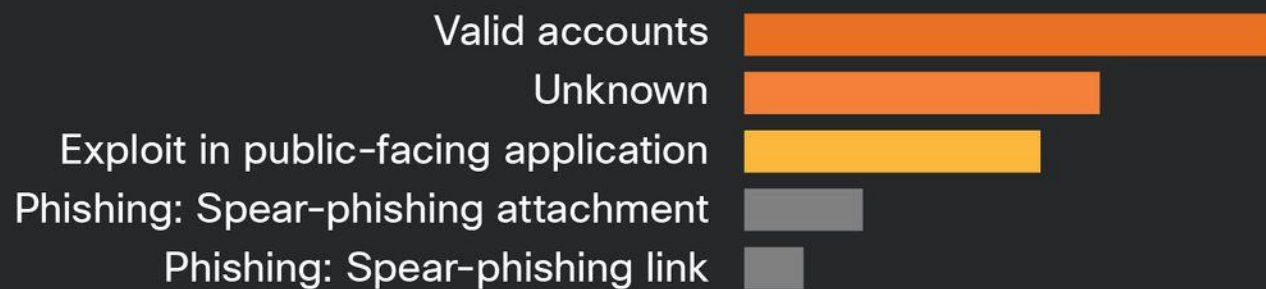 Valid accounts
Unknown
Exploit in public-facing application
Phishing: Spear-phishing attachment
Phishing: Spear-phishing link